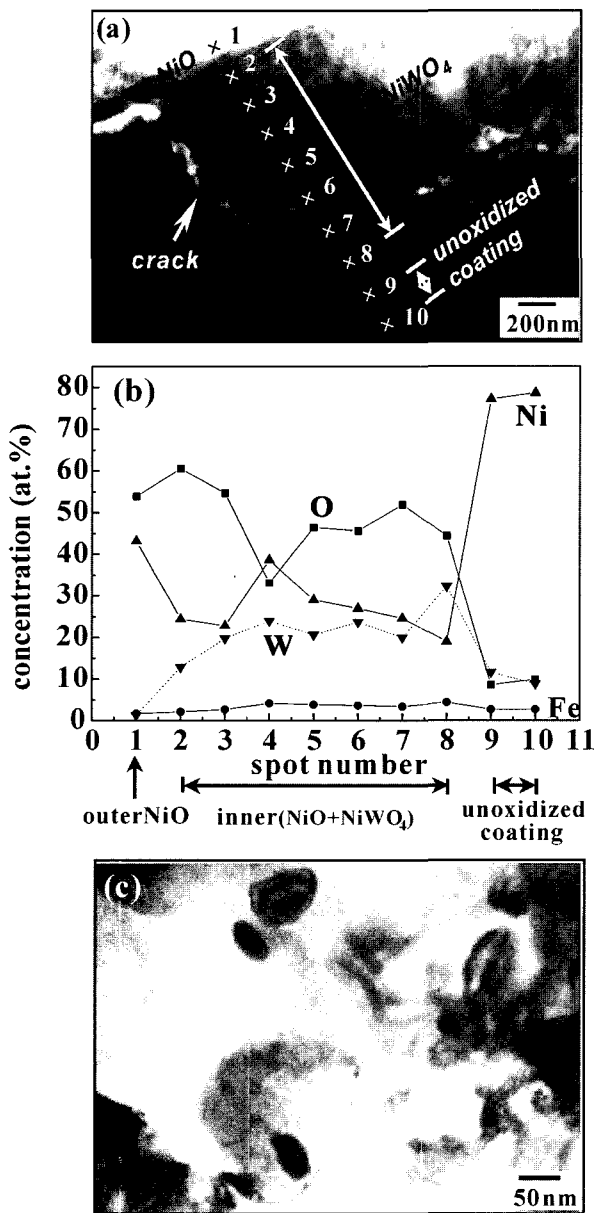 (a)
1
NiO
2
NiWO4
3
4
5
6
7
8
9
10
crack
unoxidized
coating
200nm
(b)
concentration (at.%)
80
70
60
50
40
30
20
10
0
Ni
O
W
Fe
0 1 2 3 4 5 6 7 8 9 10 11
spot number
outerNiO
inner(NiO+NiWO4)
unoxidized
coating
(c)
50nm